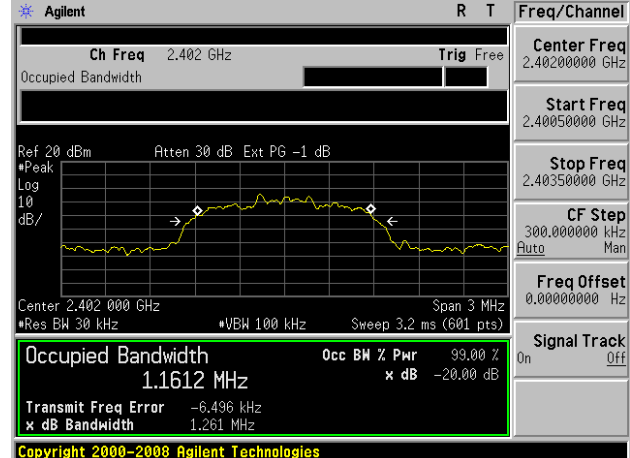 Agilent R T Freq/Channel
Ch Freq 2.402 GHz Trig Free
Occupied Bandwidth
Center Freq
2.40200000 GHz
Start Freq
2.40050000 GHz
Stop Freq
2.40350000 GHz
CF Step
300.000000 kHz
Auto Man
Freq Offset
0.00000000 Hz
Signal Track
On Off
Ref 20 dBm Atten 30 dB Ext PG -1 dB
#Peak
Log
10
dB/
Center 2.402 000 GHz Span 3 MHz
#Res BW 30 kHz #VBW 100 kHz Sweep 3.2 ms (601 pts)
Occupied Bandwidth Occ BW % Pwr 99.00 %
1.1612 MHz x dB -20.00 dB
Transmit Freq Error -6.496 kHz
x dB Bandwidth 1.261 MHz
Copyright 2000-2008 Agilent Technologies